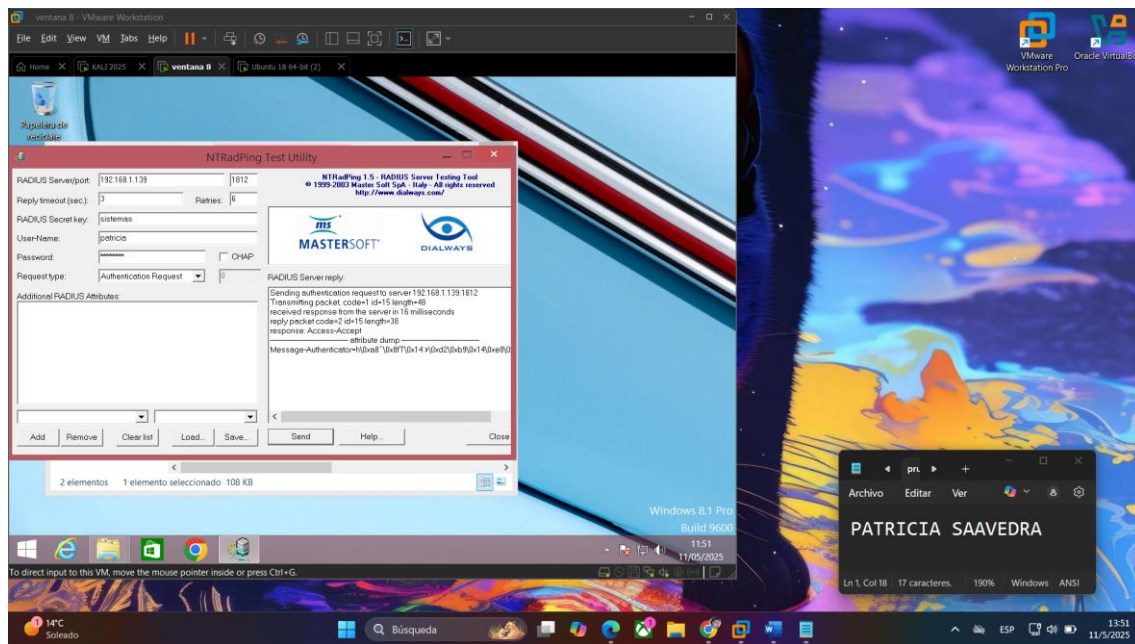 ventana 8 - VMware Workstation
File Edit View VM Tabs Help
Home KALI 2025 ventana 8 Ubuntu 18 64-bit (2)
VMware Workstation Pro
Oracle VirtualB
Papelera de reciclaje
NTRadPing Test Utility
RADIUS Server/port: 192.168.1.139 1812
Reply timeout (sec.): 3 Retries: 6
RADIUS Secret key: sistemas
User-Name: patricia
Password: CHAP
Request type: Authentication Request 0
Additional RADIUS Attributes:
Add Remove Clear list Load... Save...
NTRadPing 1.5 - RADIUS Server Testing Tool
© 1999-2003 Master Soft SpA - Italy - All rights reserved
http://www.dialways.com/
ms
MASTERSOFT
DIALWAYS
RADIUS Server reply:
Sending authentication request to server 192.168.1.139:1812
Transmitting packet, code=1 id=15 length=48
received response from the server in 16 milliseconds
reply packet code=2 id=15 length=38
response: Access-Accept
attribute dump
Send Help... Close
2 elementos 1 elemento seleccionado 108 KB
Windows 8.1 Pro
Build 9600
11:51
11/05/2025
To direct input to this VM, move the mouse pointer inside or press Ctrl+G.
Archivo Editar Ver
PATRICIA SAAVEDRA
Ln 1, Col 18 17 caracteres. 190% Windows ANSI
14°C
Soleado
Búsqueda
ESP
13:51
11/5/2025